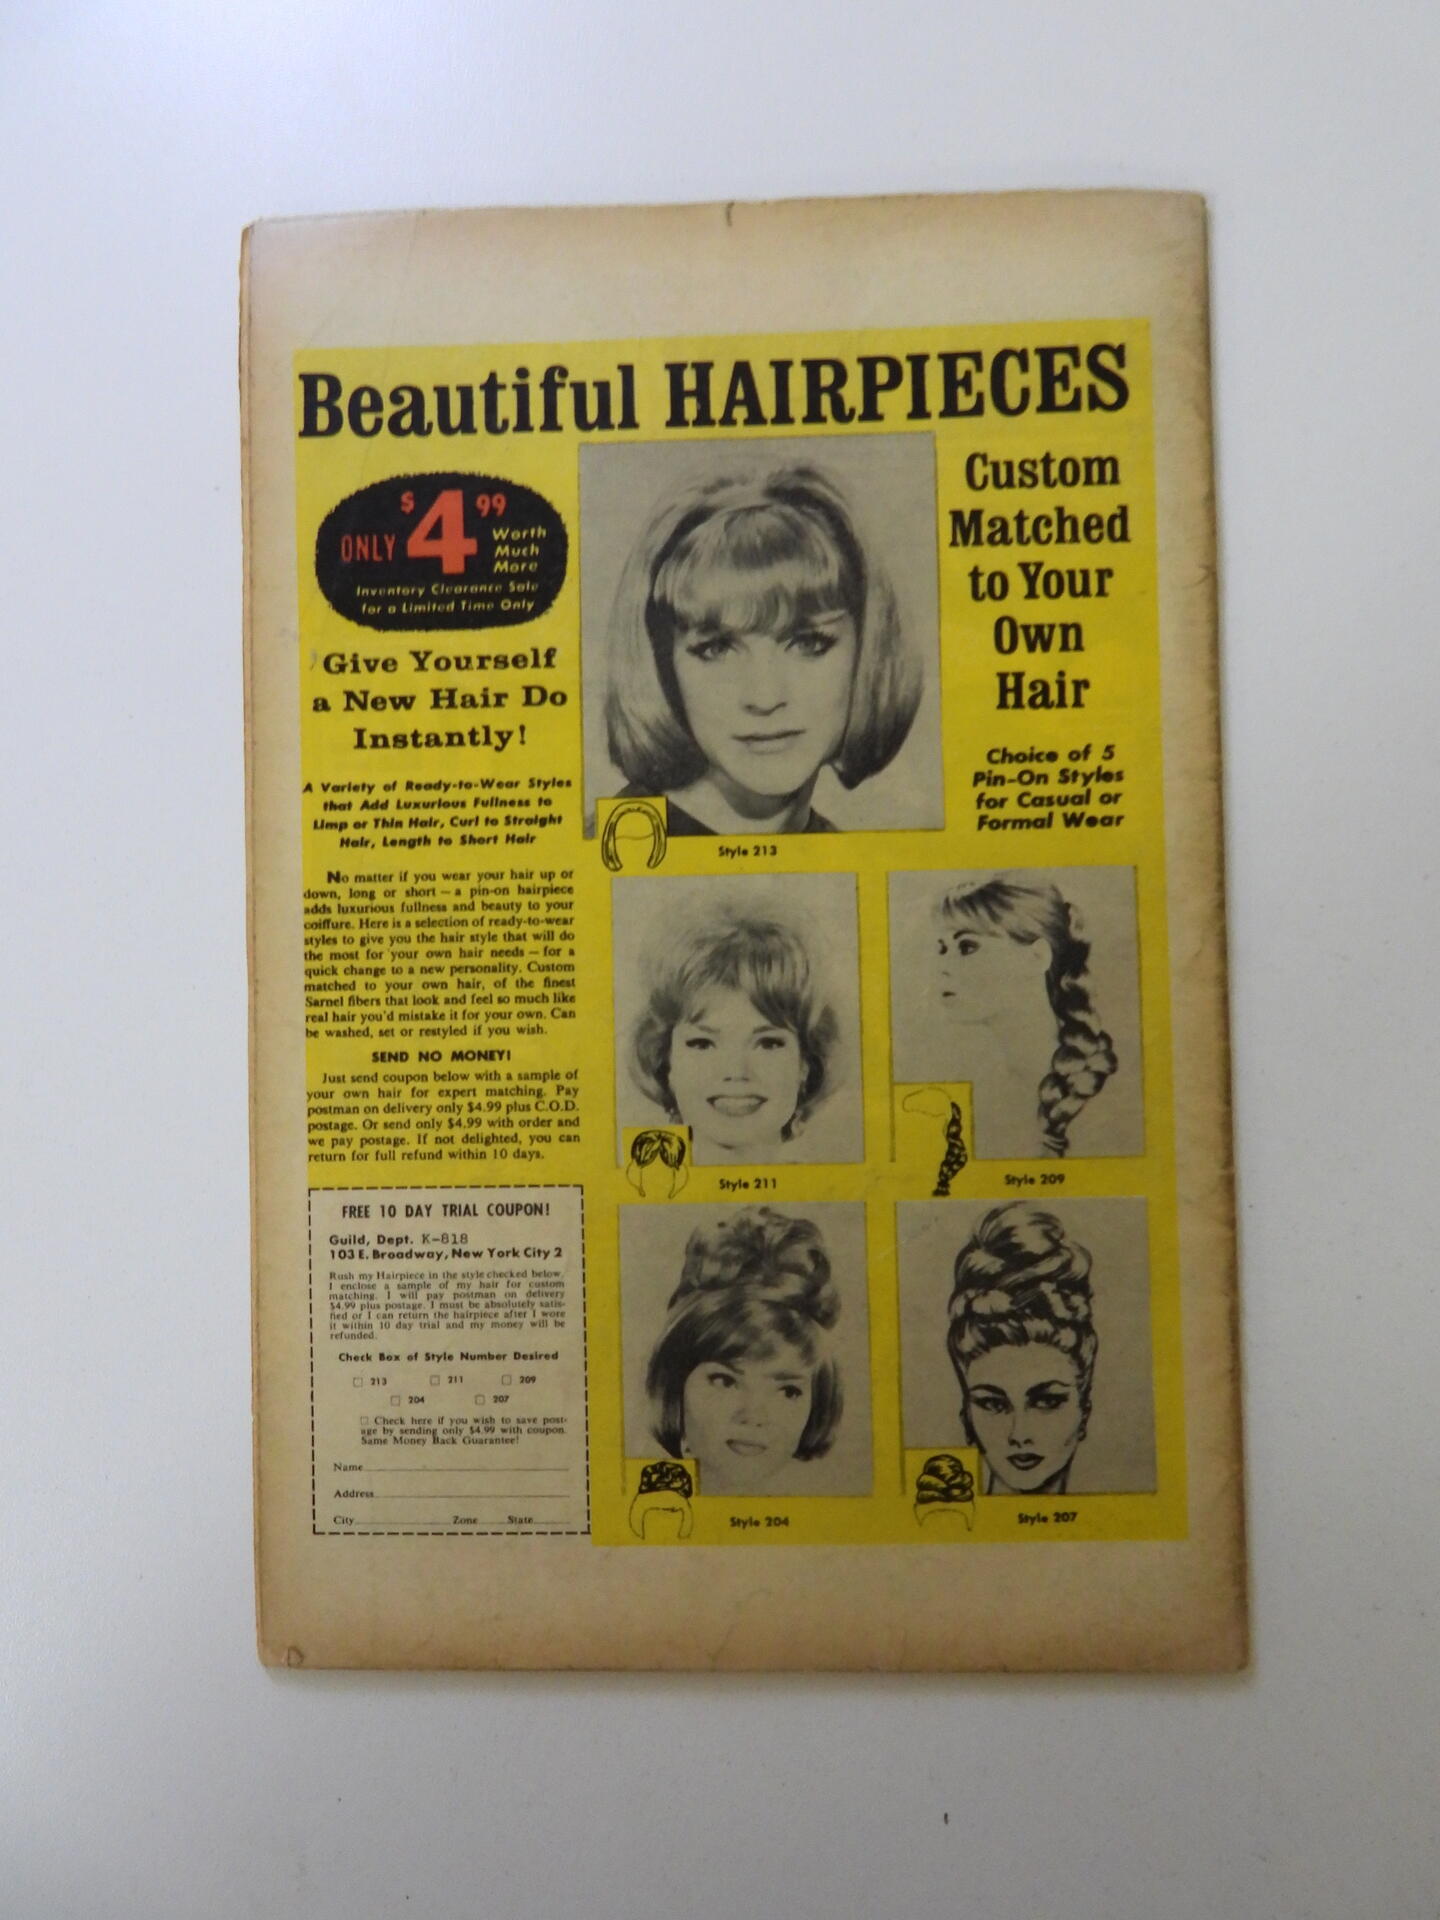 Beautiful HAIRPIECES
ONLY $4 99
Worth
Much
More
Inventory Clearance Sale
for a Limited Time Only
Custom
Matched
to Your
Own
Hair
Choice of 5
Pin-On Styles
for Casual or
Formal Wear
Give Yourself
a New Hair Do
Instantly!
A Variety of Ready-to-Wear Styles
that Add Luxurious Fullness to
Limp or Thin Hair, Curl to Straight
Hair, Length to Short Hair
No matter if you wear your hair up or
down, long or short — a pin-on hairpiece
adds luxurious fullness and beauty to your
coiffure. Here is a selection of ready-to-wear
styles to give you the hair style that will do
the most for your own hair needs — for a
quick change to a new personality. Custom
matched to your own hair, of the finest
Sarnel fibers that look and feel so much like
real hair you'd mistake it for your own. Can
be washed, set or restyled if you wish.
SEND NO MONEY!
Just send coupon below with a sample of
your own hair for expert matching. Pay
postman on delivery only $4.99 plus C.O.D.
postage. Or send only $4.99 with order and
we pay postage. If not delighted, you can
return for full refund within 10 days.
FREE 10 DAY TRIAL COUPON!
Guild, Dept. K-818
103 E. Broadway, New York City 2
Rush my Hairpiece in the style checked below.
I enclose a sample of my hair for custom
matching. I will pay postman on delivery
$4.99 plus postage. I must be absolutely satis-
fied or I can return the hairpiece after I wore
it within 10 day trial and my money will be
refunded.
Check Box of Style Number Desired
☐ 213 ☐ 211 ☐ 209
☐ 204 ☐ 207
☐ Check here if you wish to save post-
age by sending only $4.99 with coupon.
Same Money Back Guarantee!
Name
Address
City Zone State
Style 213
Style 211
Style 209
Style 204
Style 207
D